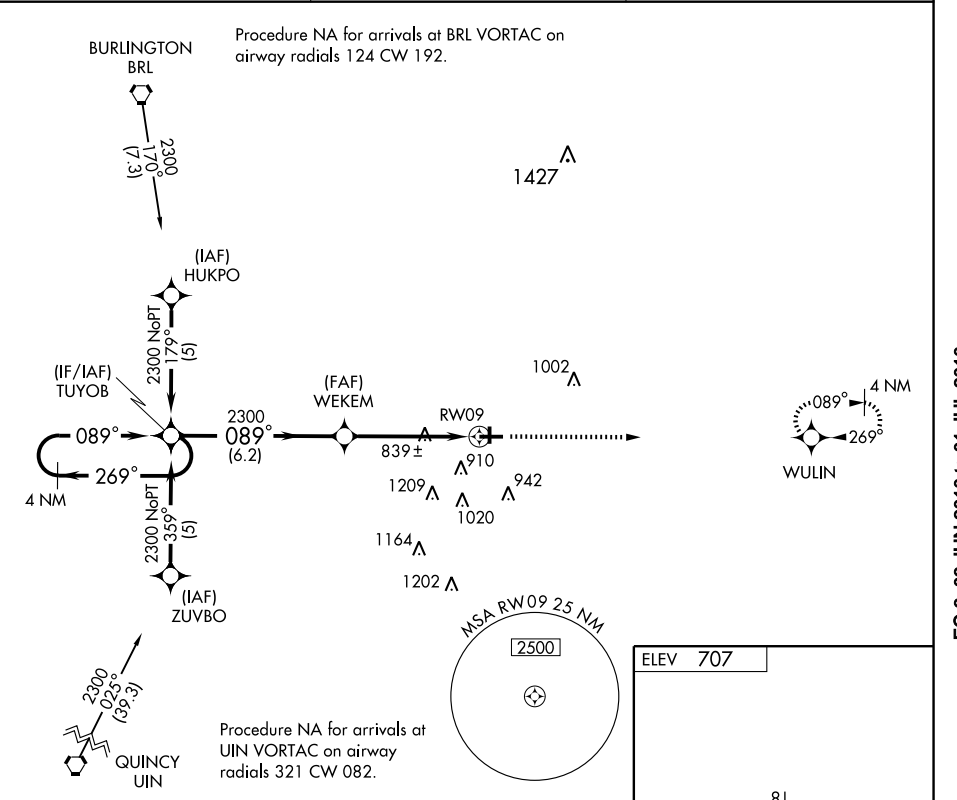 Procedure NA for arrivals at BRL VORTAC on
airway radials 124 CW 192.
BURLINGTON
BRL
2300
170°
(7.3)
1427
(IAF)
HUKPO
2300 NoPT
179°
(5)
(IF/IAF)
TUYOB
(FAF)
WEKEM
1002
4 NM
089°
269°
WULIN
RW09
089°
2300
089°
(6.2)
839±
910
269°
4 NM
1209
942
1020
2300 NoPT
359°
(5)
1164
1202
(IAF)
ZUVBO
MSA RW09 25 NM
2500
ELEV 707
2300
025°
(39.3)
QUINCY
UIN
Procedure NA for arrivals at
UIN VORTAC on airway
radials 321 CW 082.